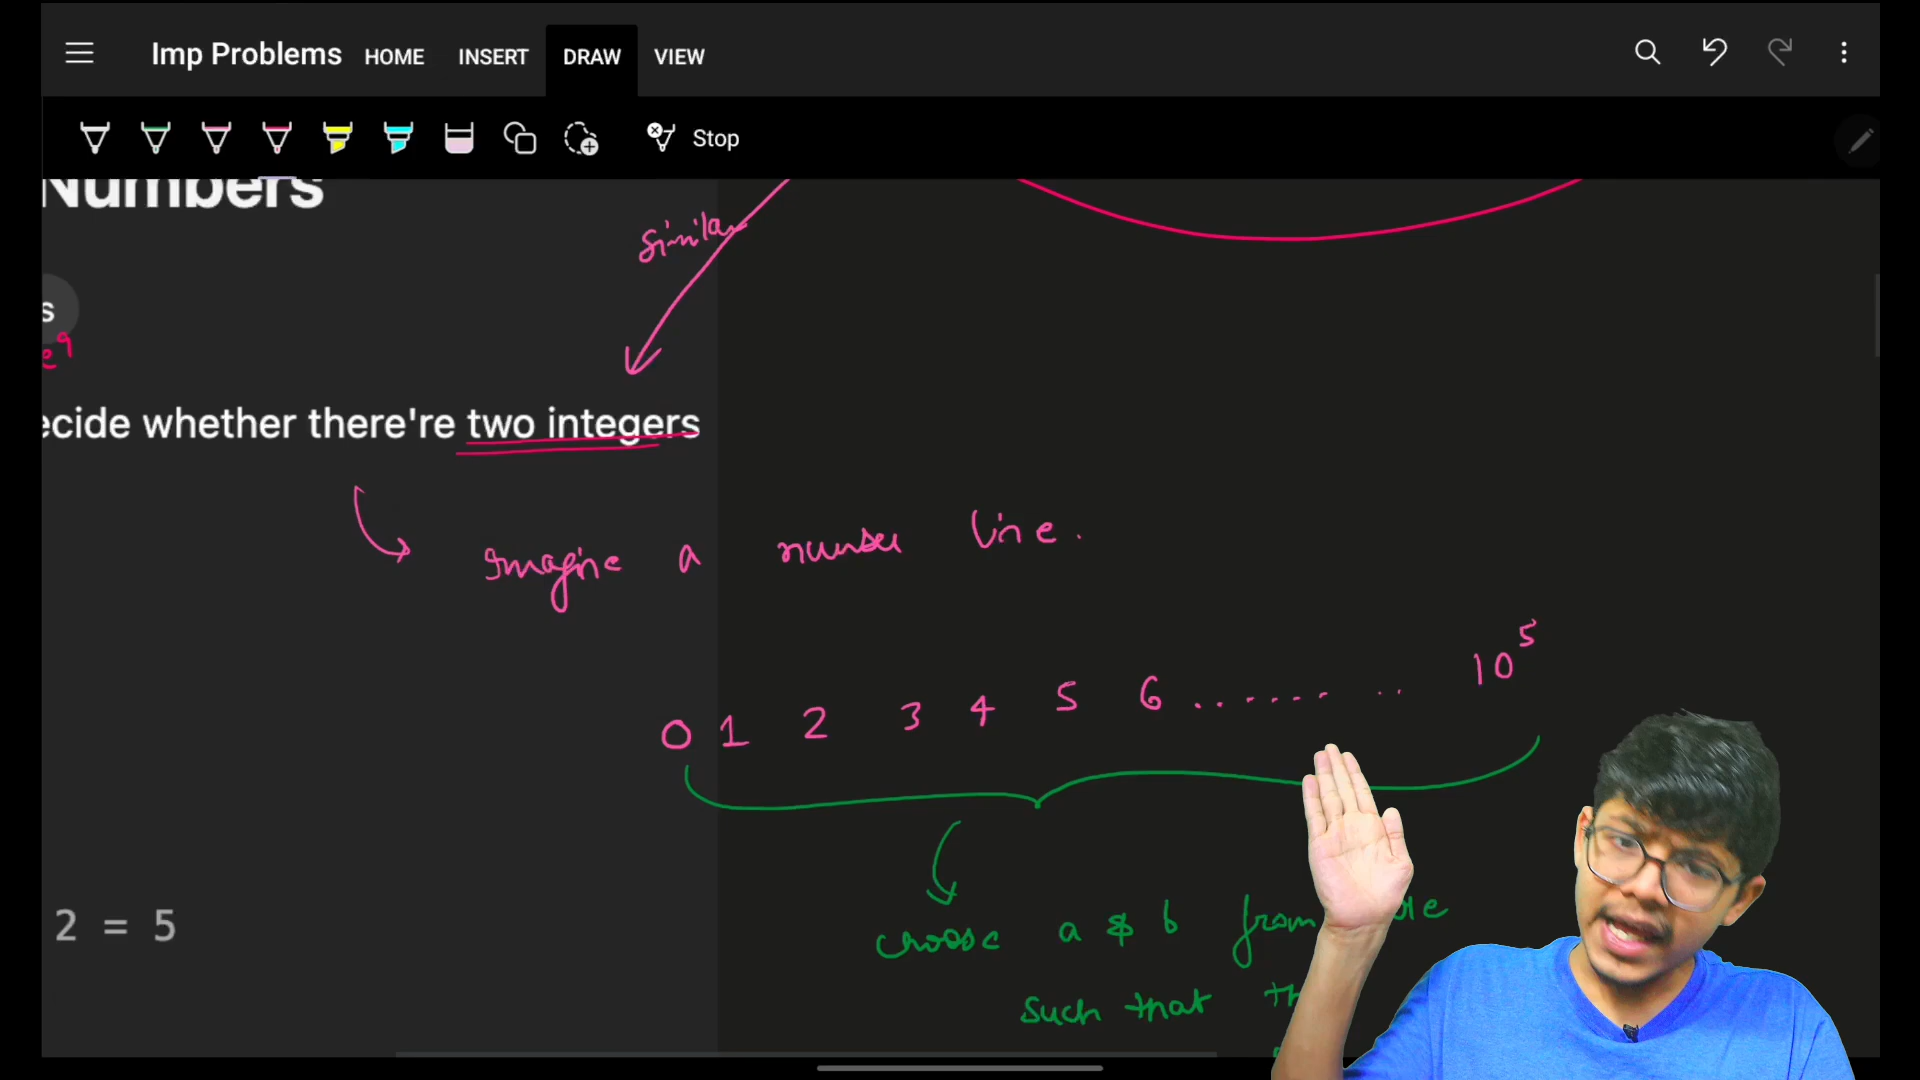 Imp Problems HOME INSERT DRAW VIEW
Stop
Numbers
similar
s
e9
ecide whether there're two integers
Imagine a number line.
0 1 2 3 4 5 6 ........ 10^5
2 = 5
choose a & b from
such that